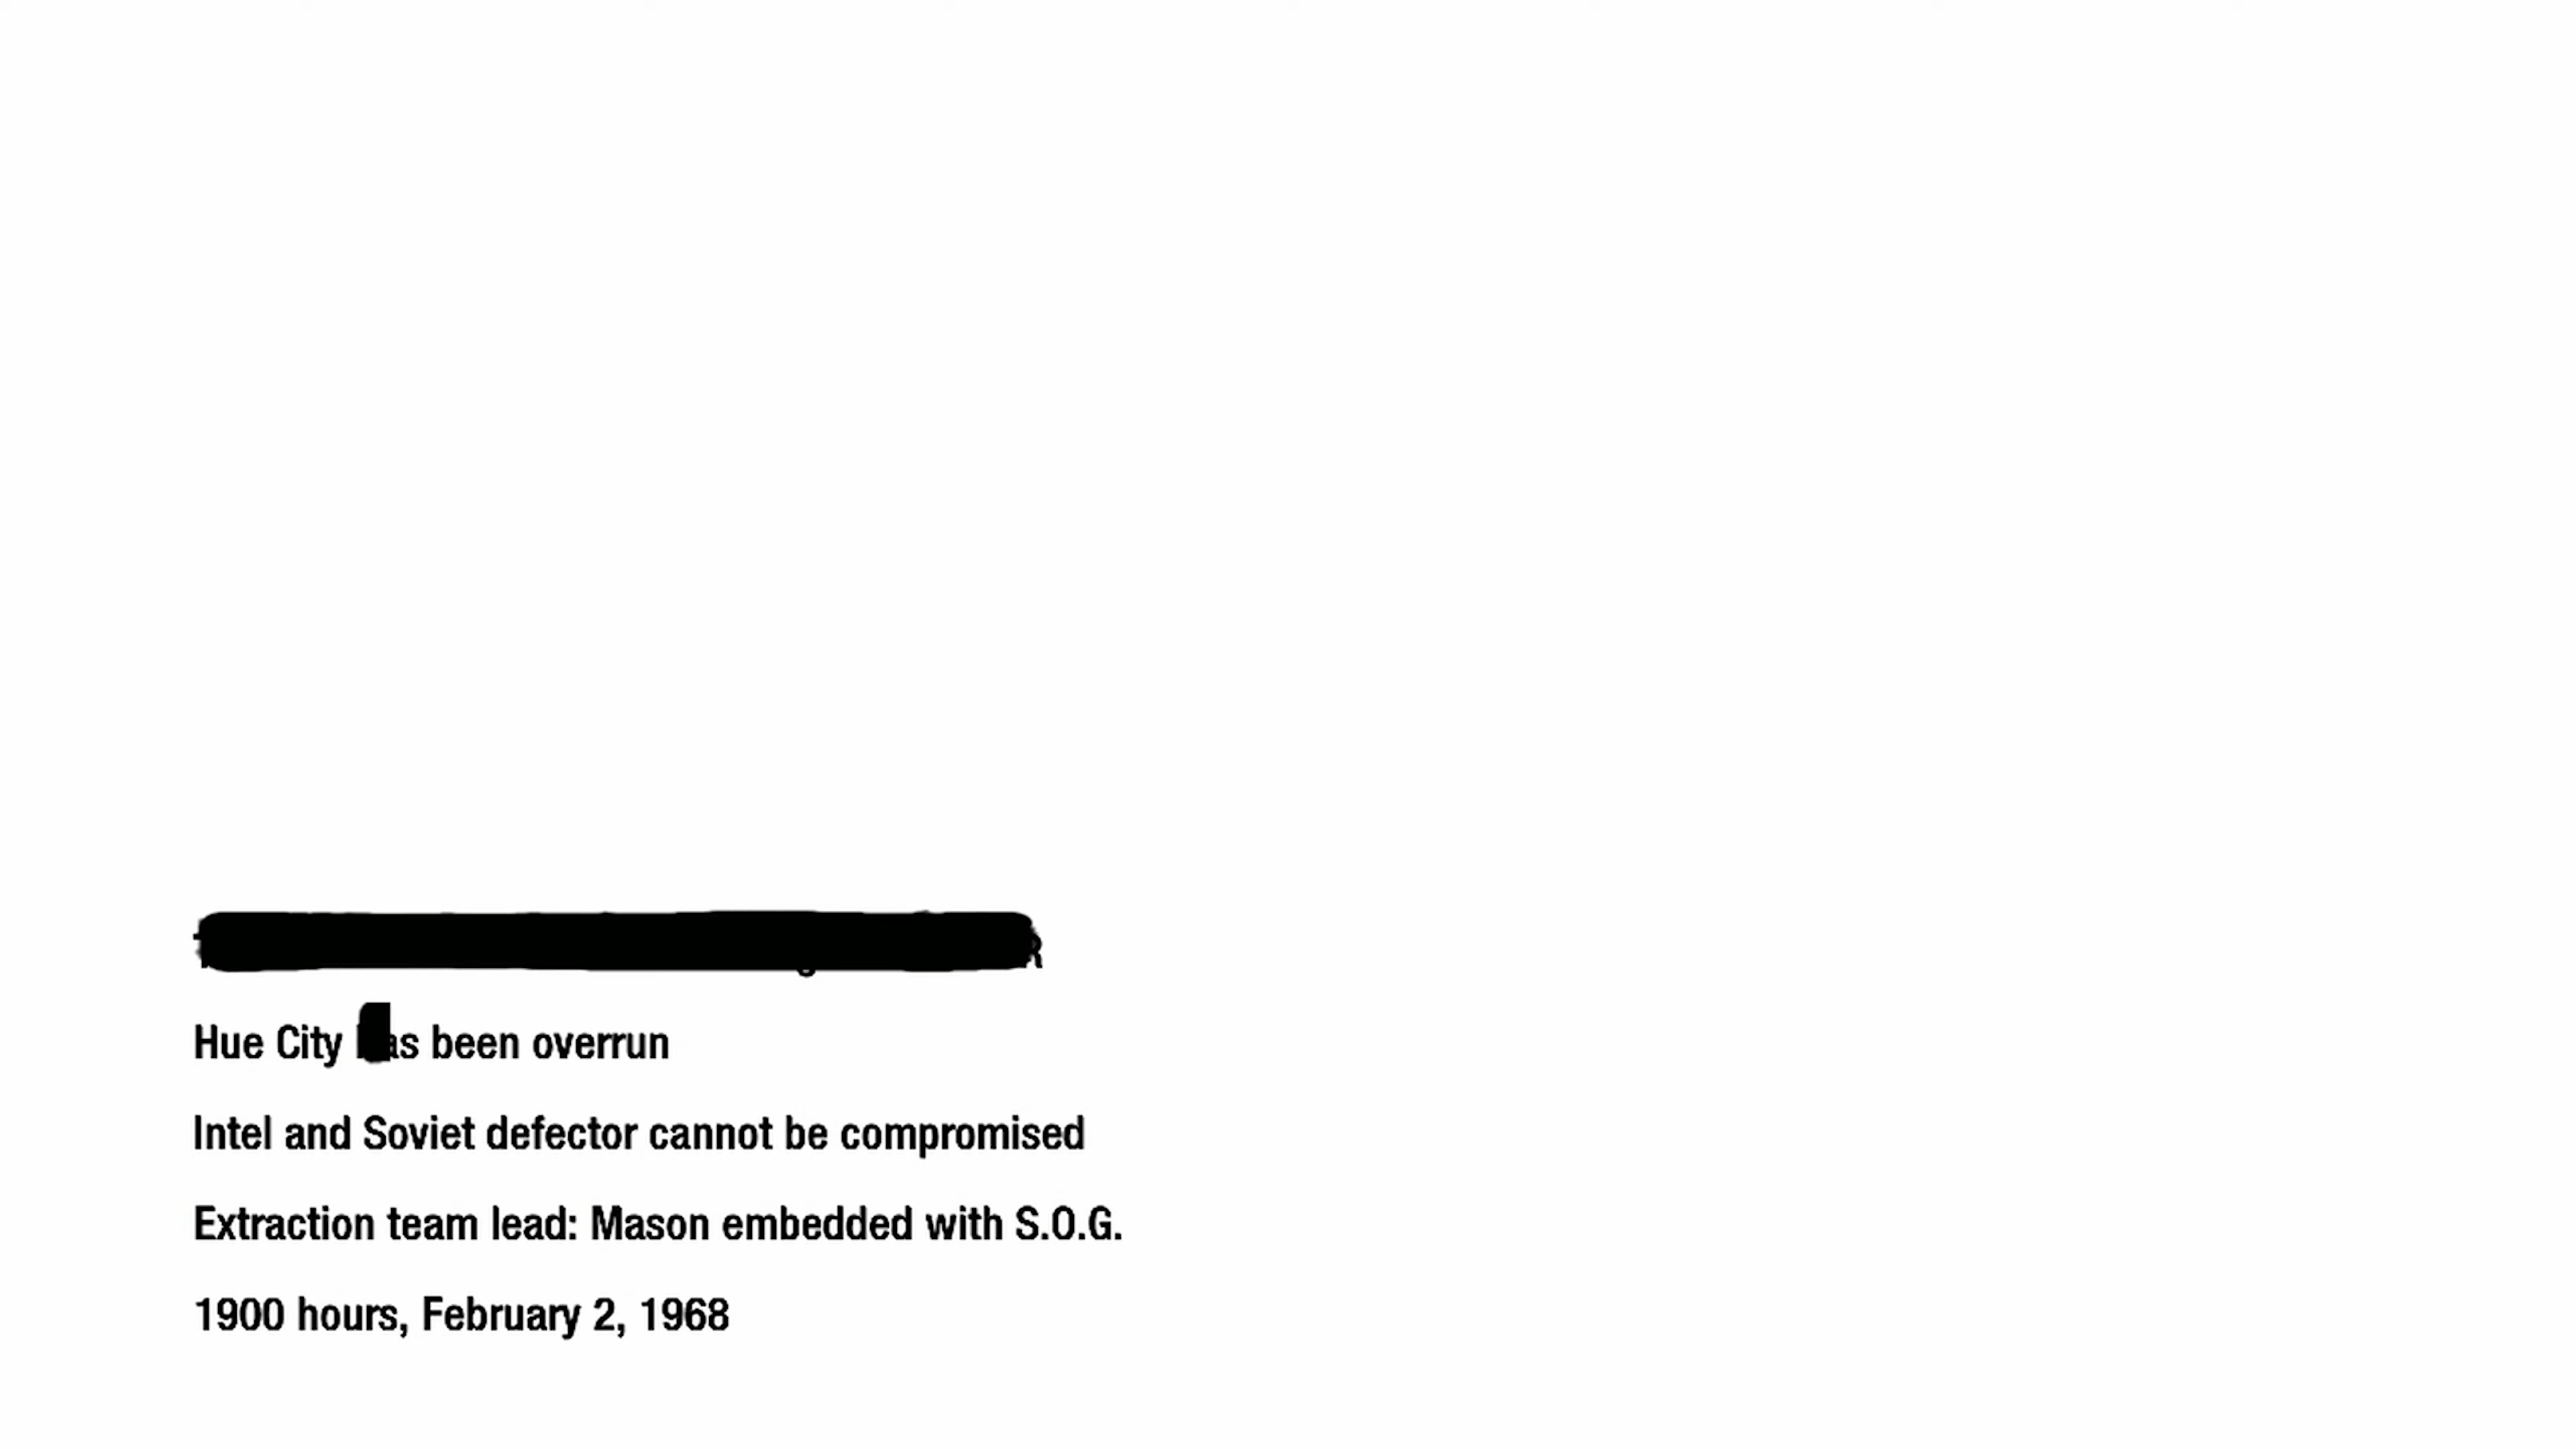 Hue City has been overrun
Intel and Soviet defector cannot be compromised
Extraction team lead: Mason embedded with S.O.G.
1900 hours, February 2, 1968